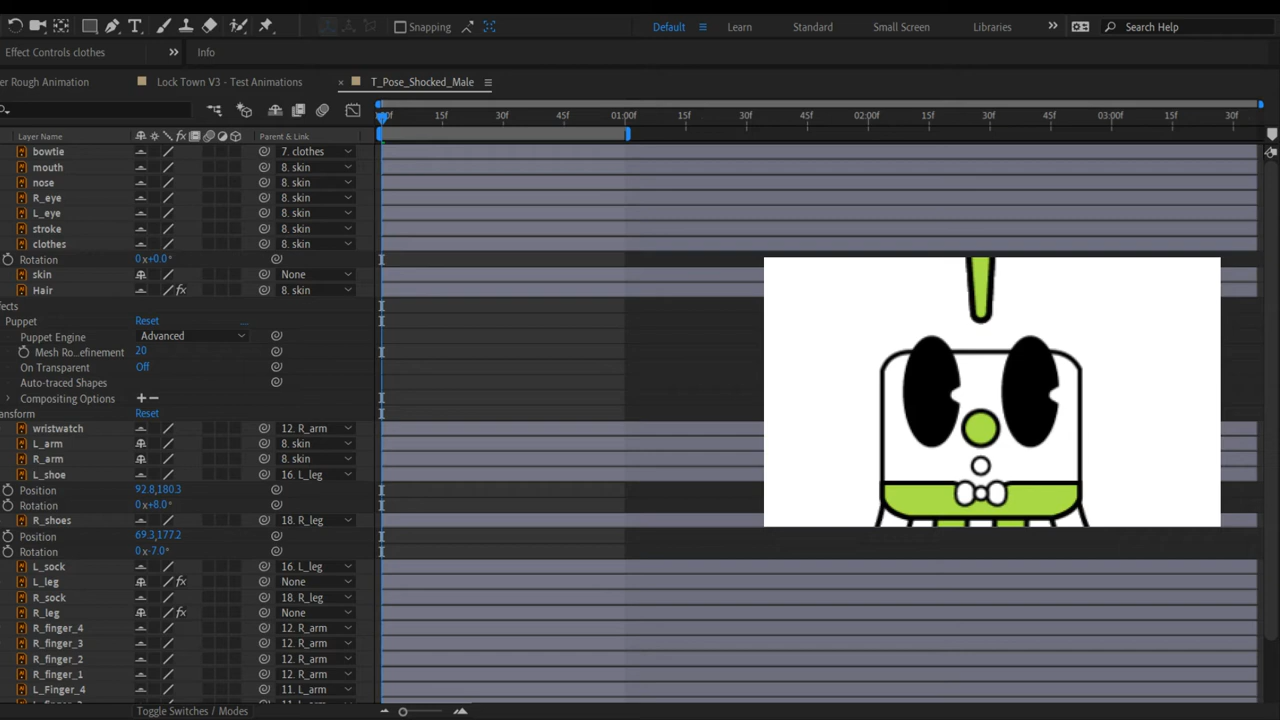 Snapping Default Learn Standard Small Screen Libraries Search Help
Effect Controls clothes Info
er Rough Animation Lock Town V3 - Test Animations T_Pose_Shocked_Male
15f 30f 45f 01:00f 15f 30f 45f 02:00f 15f 30f 45f 03:00f 15f 30f
Layer Name Parent & Link
bowtie 7. clothes
mouth 8. skin
nose 8. skin
R_eye 8. skin
L_eye 8. skin
stroke 8. skin
clothes 8. skin
Rotation 0 x+0.0°
skin None
Hair fx 8. skin
fects
Puppet Reset ...
Puppet Engine Advanced
Mesh Ro...efinement 20
On Transparent Off
Auto-traced Shapes
Compositing Options + −
ansform Reset
wristwatch 12. R_arm
L_arm 8. skin
R_arm 8. skin
L_shoe 16. L_leg
Position 92.8,180.3
Rotation 0 x+8.0°
R_shoes 18. R_leg
Position 69.3,177.2
Rotation 0 x-7.0°
L_sock 16. L_leg
L_leg fx None
R_sock 18. R_leg
R_leg fx None
R_finger_4 12. R_arm
R_finger_3 12. R_arm
R_finger_2 12. R_arm
R_finger_1 12. R_arm
L_Finger_4 11. L_arm
Toggle Switches / Modes